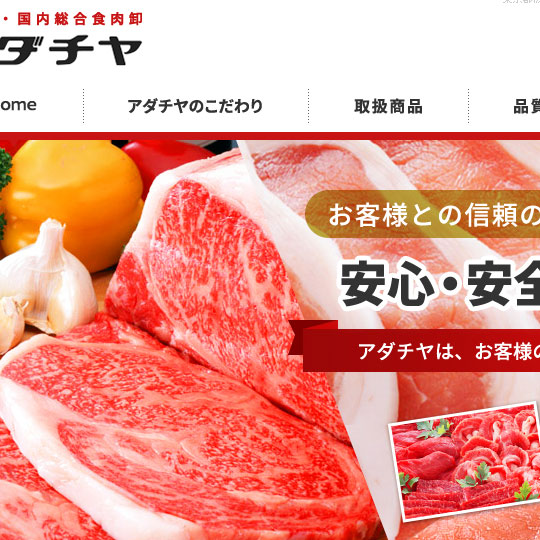 ・国内総合食肉卸
ダチヤ
ome
アダチヤのこだわり
取扱商品
品質
お客様との信頼の
安心・安全
アダチヤは、お客様の